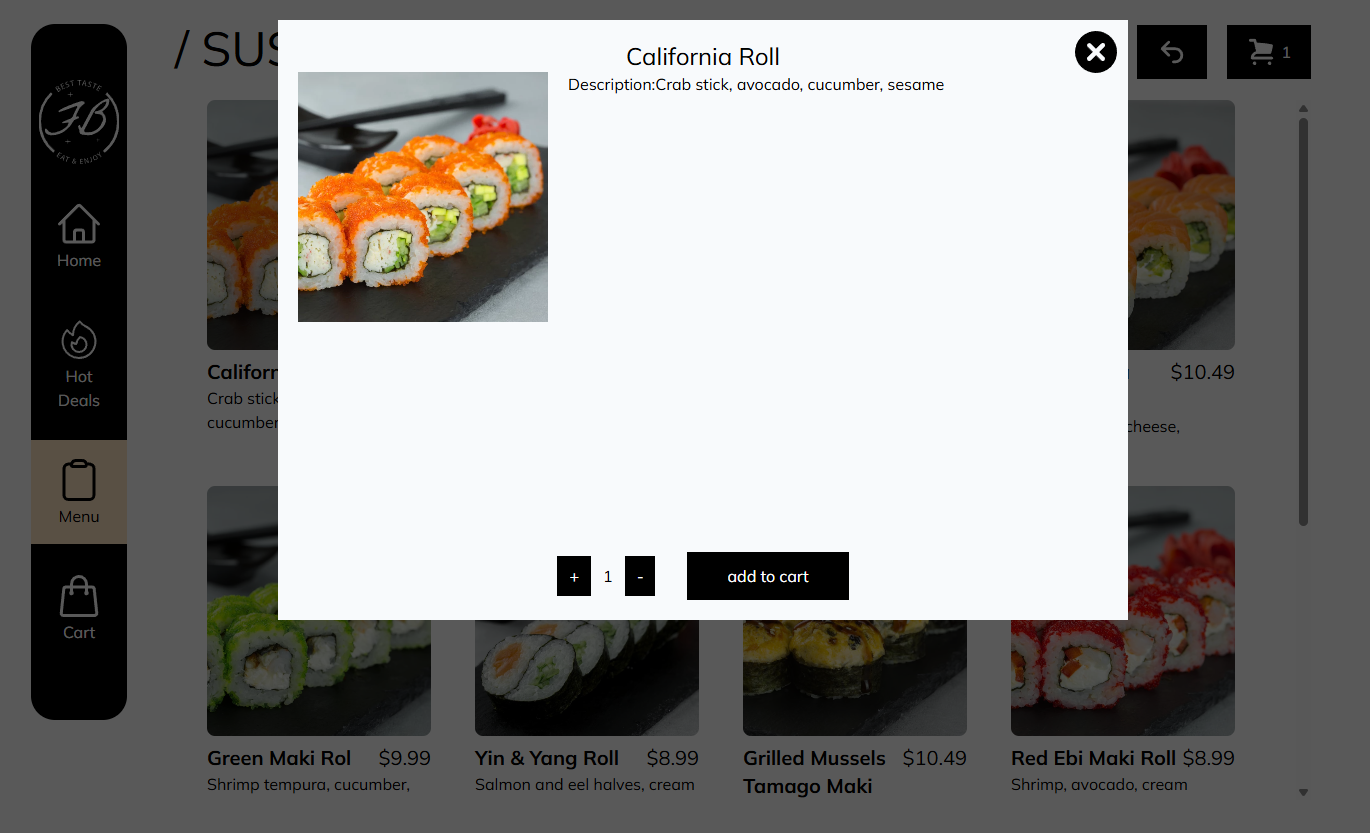 / SUS
1
BEST TASTE
FB
EAT & ENJOY
Home
Hot
Deals
Menu
Cart
California Roll
Description:Crab stick, avocado, cucumber, sesame
+ 1 -
add to cart
Californ
Crab stick
cucumber
$10.49
cheese,
Green Maki Rol $9.99
Shrimp tempura, cucumber,
Yin & Yang Roll $8.99
Salmon and eel halves, cream
Grilled Mussels $10.49
Tamago Maki
Red Ebi Maki Roll $8.99
Shrimp, avocado, cream